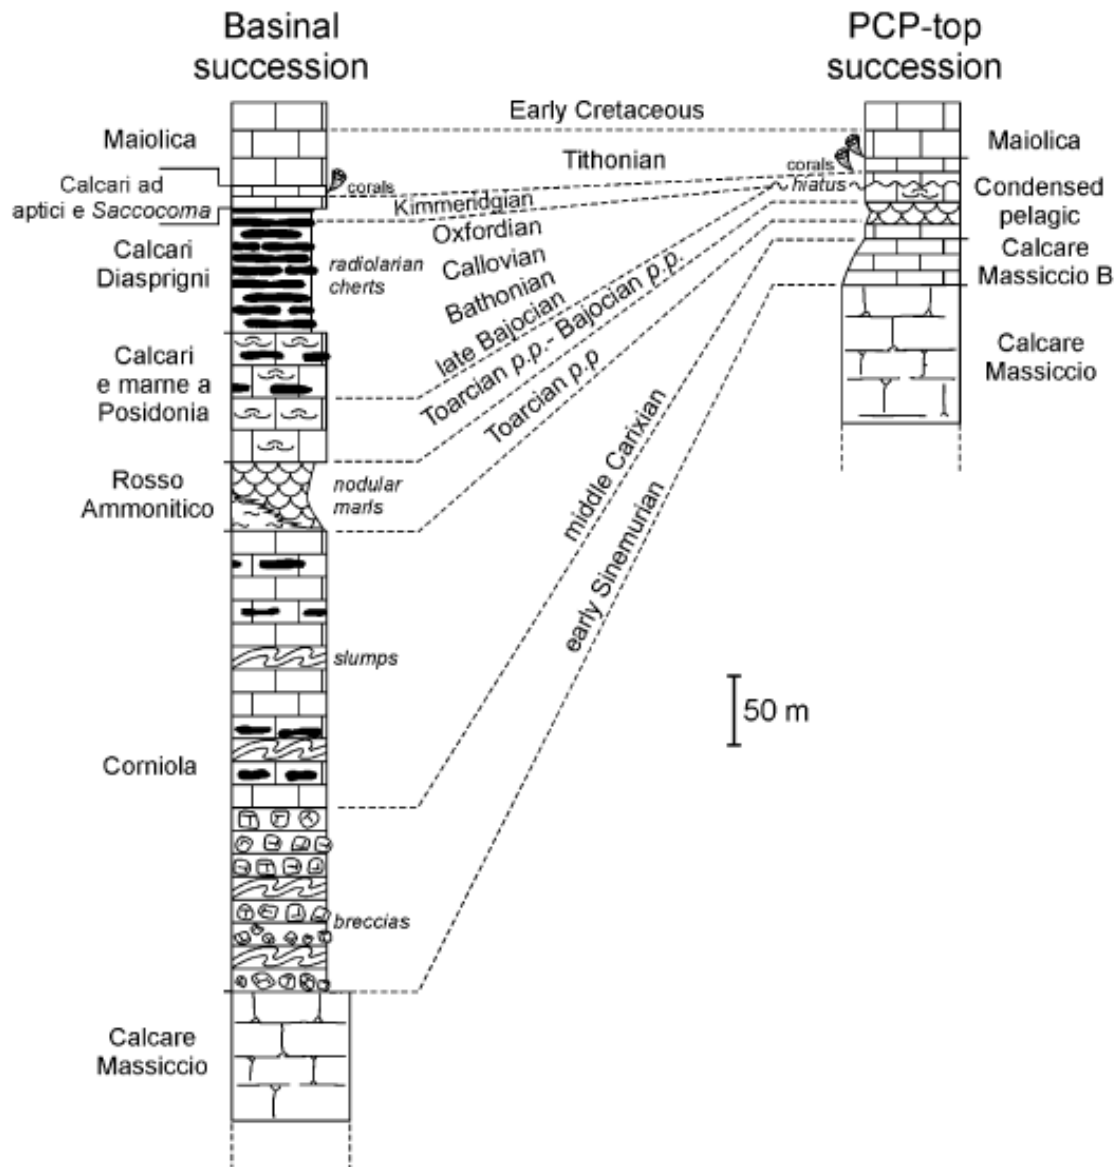 Basinal
succession
PCP-top
succession
Early Cretaceous
Maiolica
Tithonian
corals
corals
Maiolica
Calcari ad
aptici e Saccocoma
Kimmeridgian
hiatus
Condensed
pelagic
Oxfordian
Calcari
Diasprigni
radiolarian
cherts
Callovian
Bathonian
late Bajocian
Toarcian p.p.- Bajocian p.p.
Toarcian p.p
Calcare
Massiccio B
Calcare
Massiccio
Calcari
e marne a
Posidonia
Rosso
Ammonitico
nodular
marls
middle Carixian
early Sinemurian
slumps
50 m
Corniola
breccias
Calcare
Massiccio